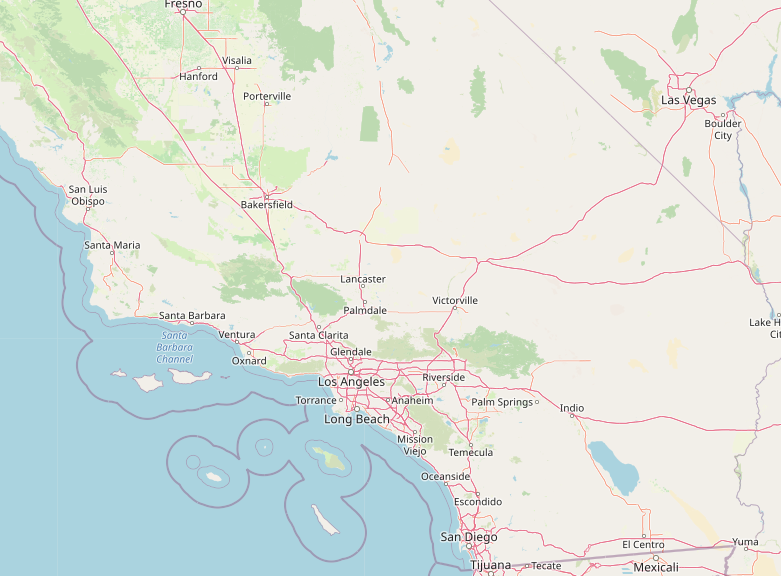 Fresno
Visalia
Hanford
Porterville
Las Vegas
Boulder
City
San Luis
Obispo
Bakersfield
Santa Maria
Lancaster
Palmdale
Victorville
Santa Barbara
Santa
Barbara
Channel
Ventura
Oxnard
Santa Clarita
Glendale
Los Angeles
Riverside
Torrance
Anaheim
Long Beach
Palm Springs
Indio
Mission
Viejo
Temecula
Oceanside
Escondido
San Diego
El Centro
Yuma
Tijuana
Tecate
Mexicali
Lake H
Cit